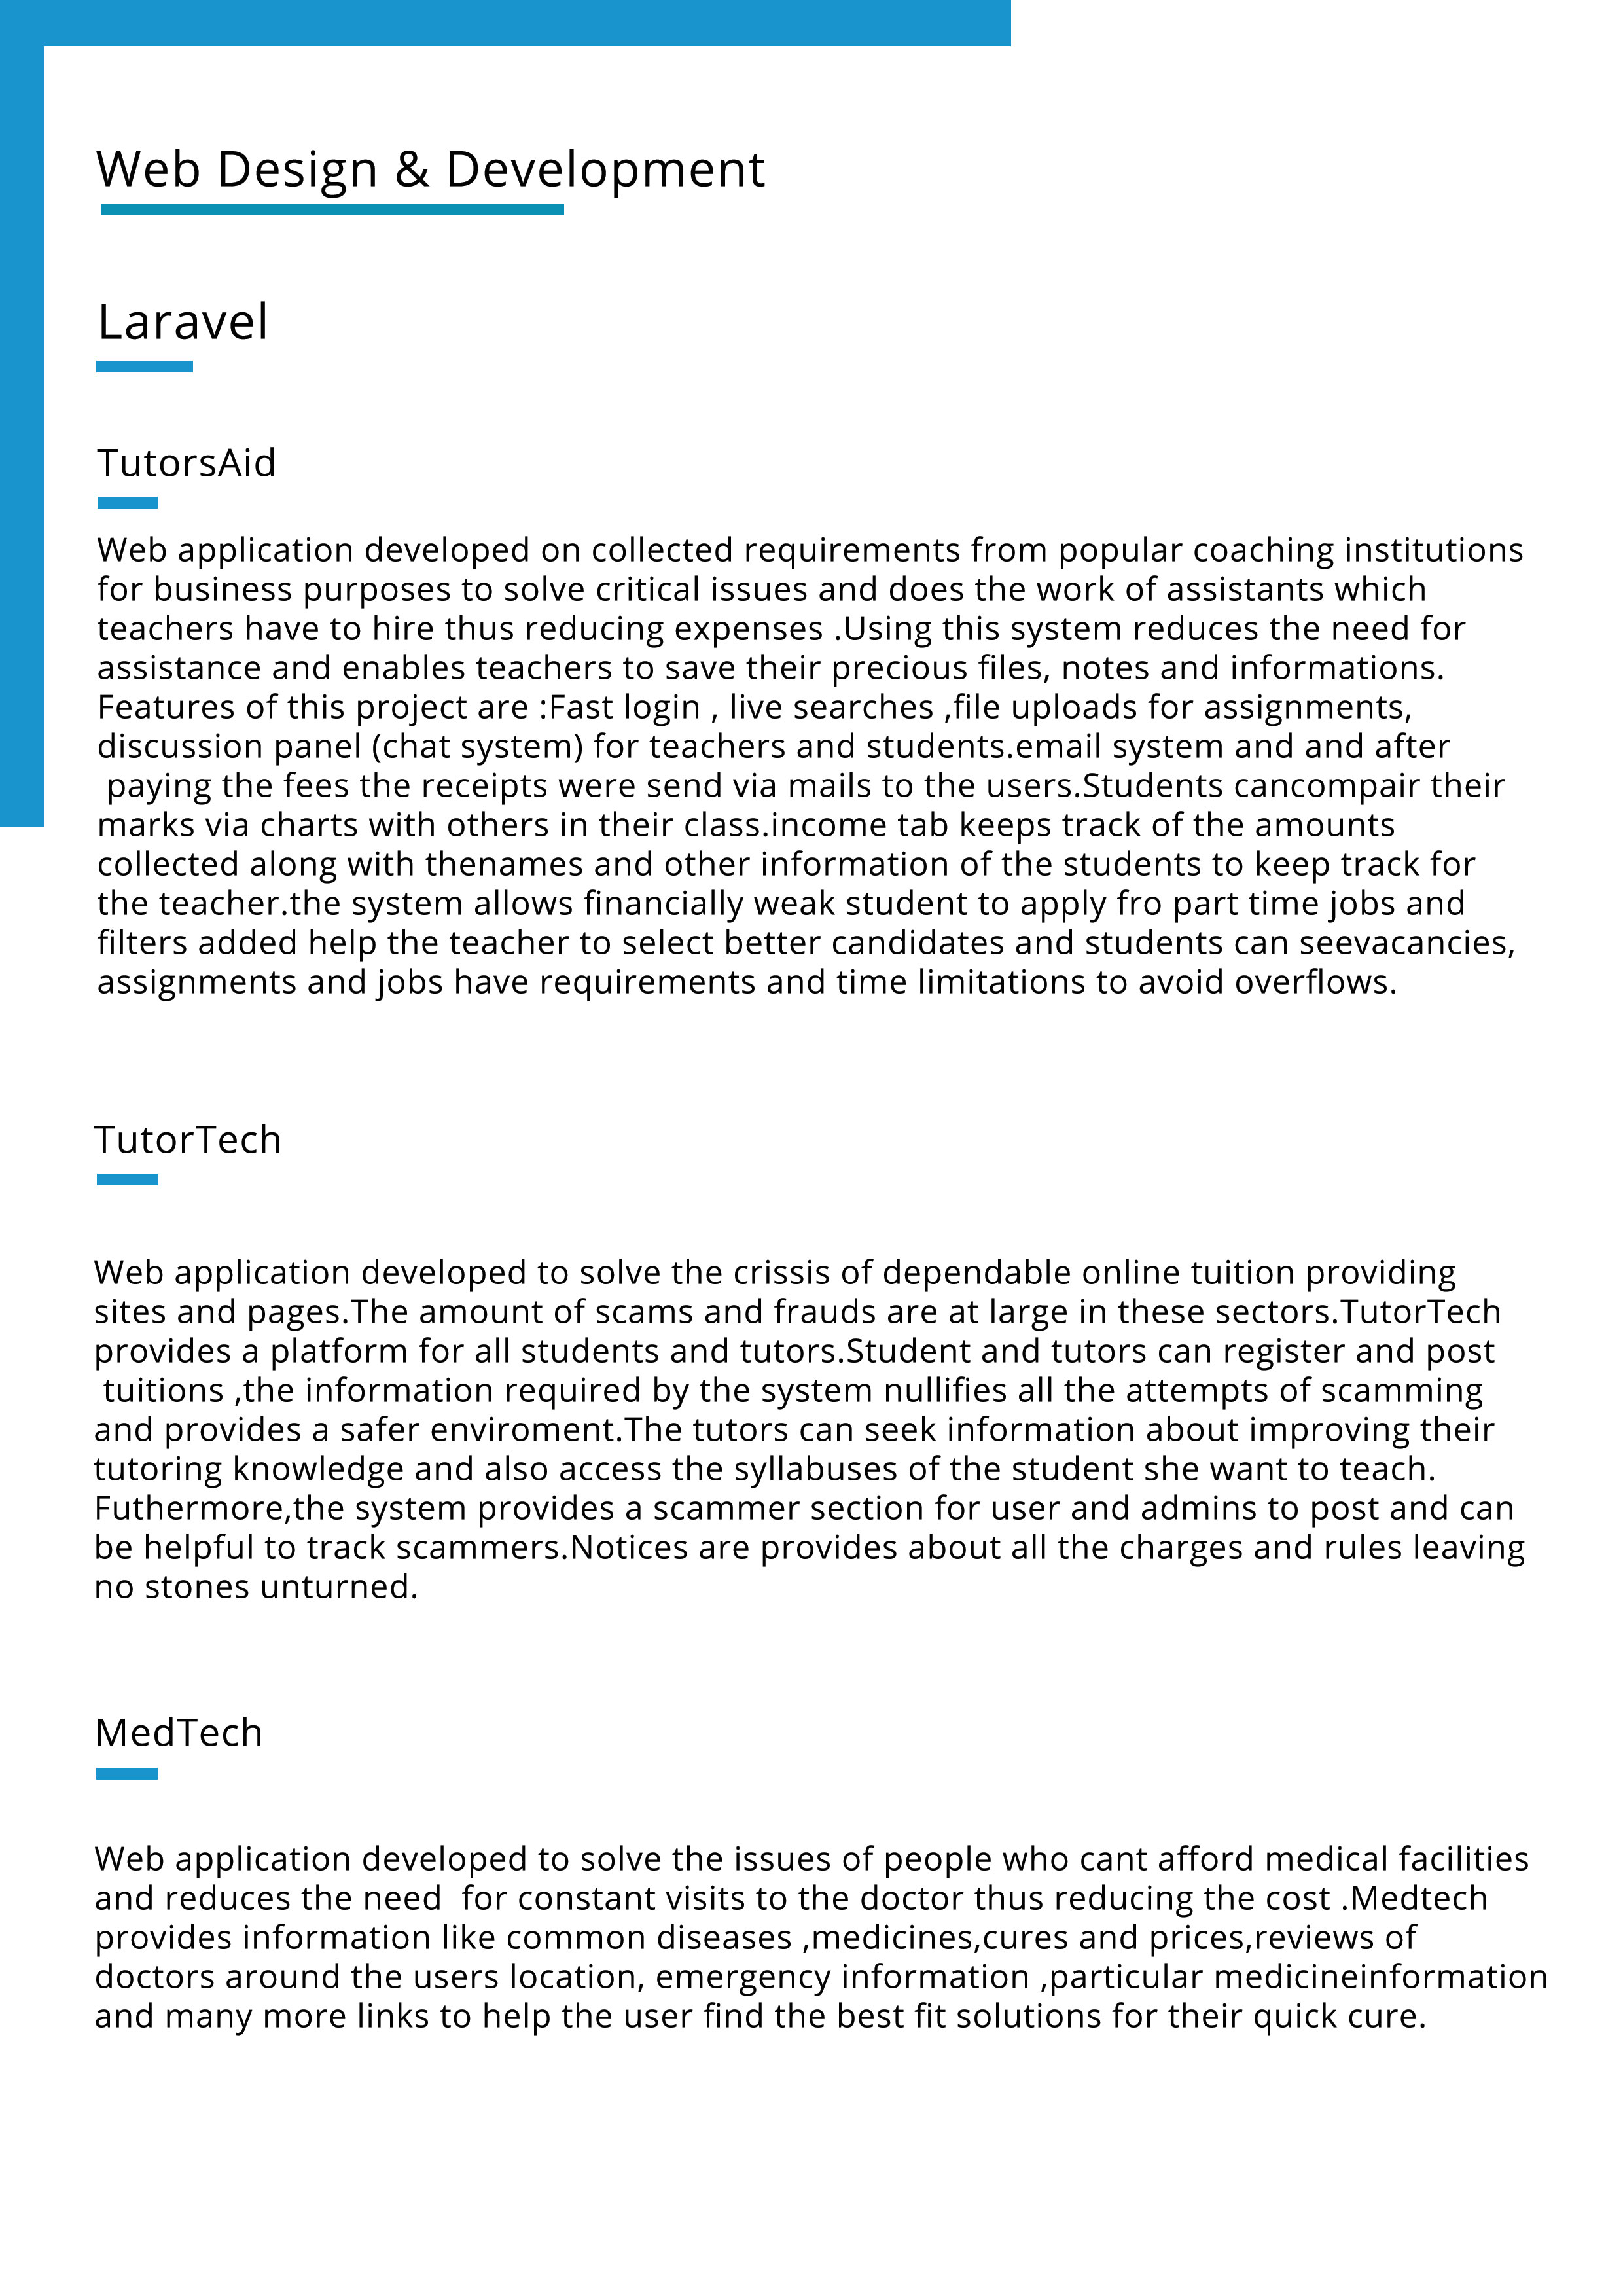 Web Design & Development
Laravel
TutorsAid
Web application developed on collected requirements from popular coaching institutions
for business purposes to solve critical issues and does the work of assistants which
teachers have to hire thus reducing expenses .Using this system reduces the need for
assistance and enables teachers to save their precious files, notes and informations.
Features of this project are :Fast login , live searches ,file uploads for assignments,
discussion panel (chat system) for teachers and students.email system and and after
paying the fees the receipts were send via mails to the users.Students cancompair their
marks via charts with others in their class.income tab keeps track of the amounts
collected along with thenames and other information of the students to keep track for
the teacher.the system allows financially weak student to apply fro part time jobs and
filters added help the teacher to select better candidates and students can seevacancies,
assignments and jobs have requirements and time limitations to avoid overflows.
TutorTech
Web application developed to solve the crissis of dependable online tuition providing
sites and pages.The amount of scams and frauds are at large in these sectors.TutorTech
provides a platform for all students and tutors.Student and tutors can register and post
tuitions ,the information required by the system nullifies all the attempts of scamming
and provides a safer enviroment.The tutors can seek information about improving their
tutoring knowledge and also access the syllabuses of the student she want to teach.
Futhermore,the system provides a scammer section for user and admins to post and can
be helpful to track scammers.Notices are provides about all the charges and rules leaving
no stones unturned.
MedTech
Web application developed to solve the issues of people who cant afford medical facilities
and reduces the need  for constant visits to the doctor thus reducing the cost .Medtech
provides information like common diseases ,medicines,cures and prices,reviews of
doctors around the users location, emergency information ,particular medicineinformation
and many more links to help the user find the best fit solutions for their quick cure.